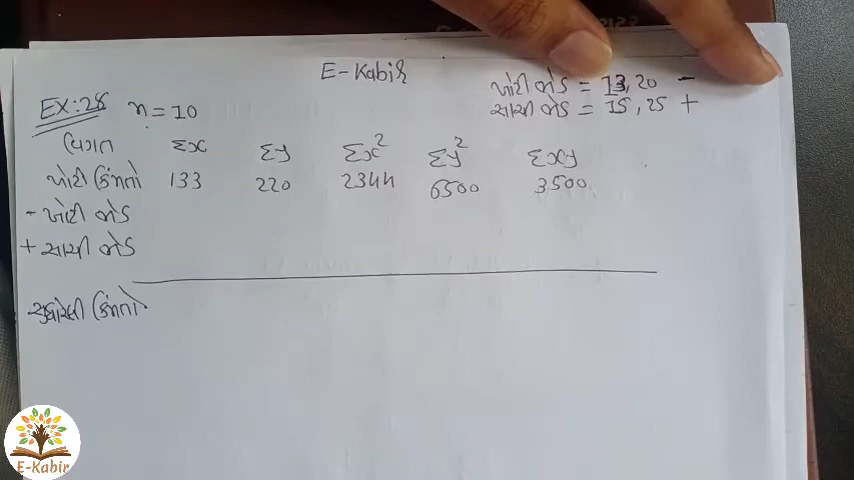 E-Kabir
ખોટી જોડ = 13, 20 -
સાચી જોડ = 15, 25 +
EX:28 n = 10
વિગત Σx Σy Σx² Σy² Σxy
ખોટી કિંમતો 133 220 2344 6500 3500
- ખોટી જોડ
+ સાચી જોડ
સુધારેલી કિંમતો
E-Kabir